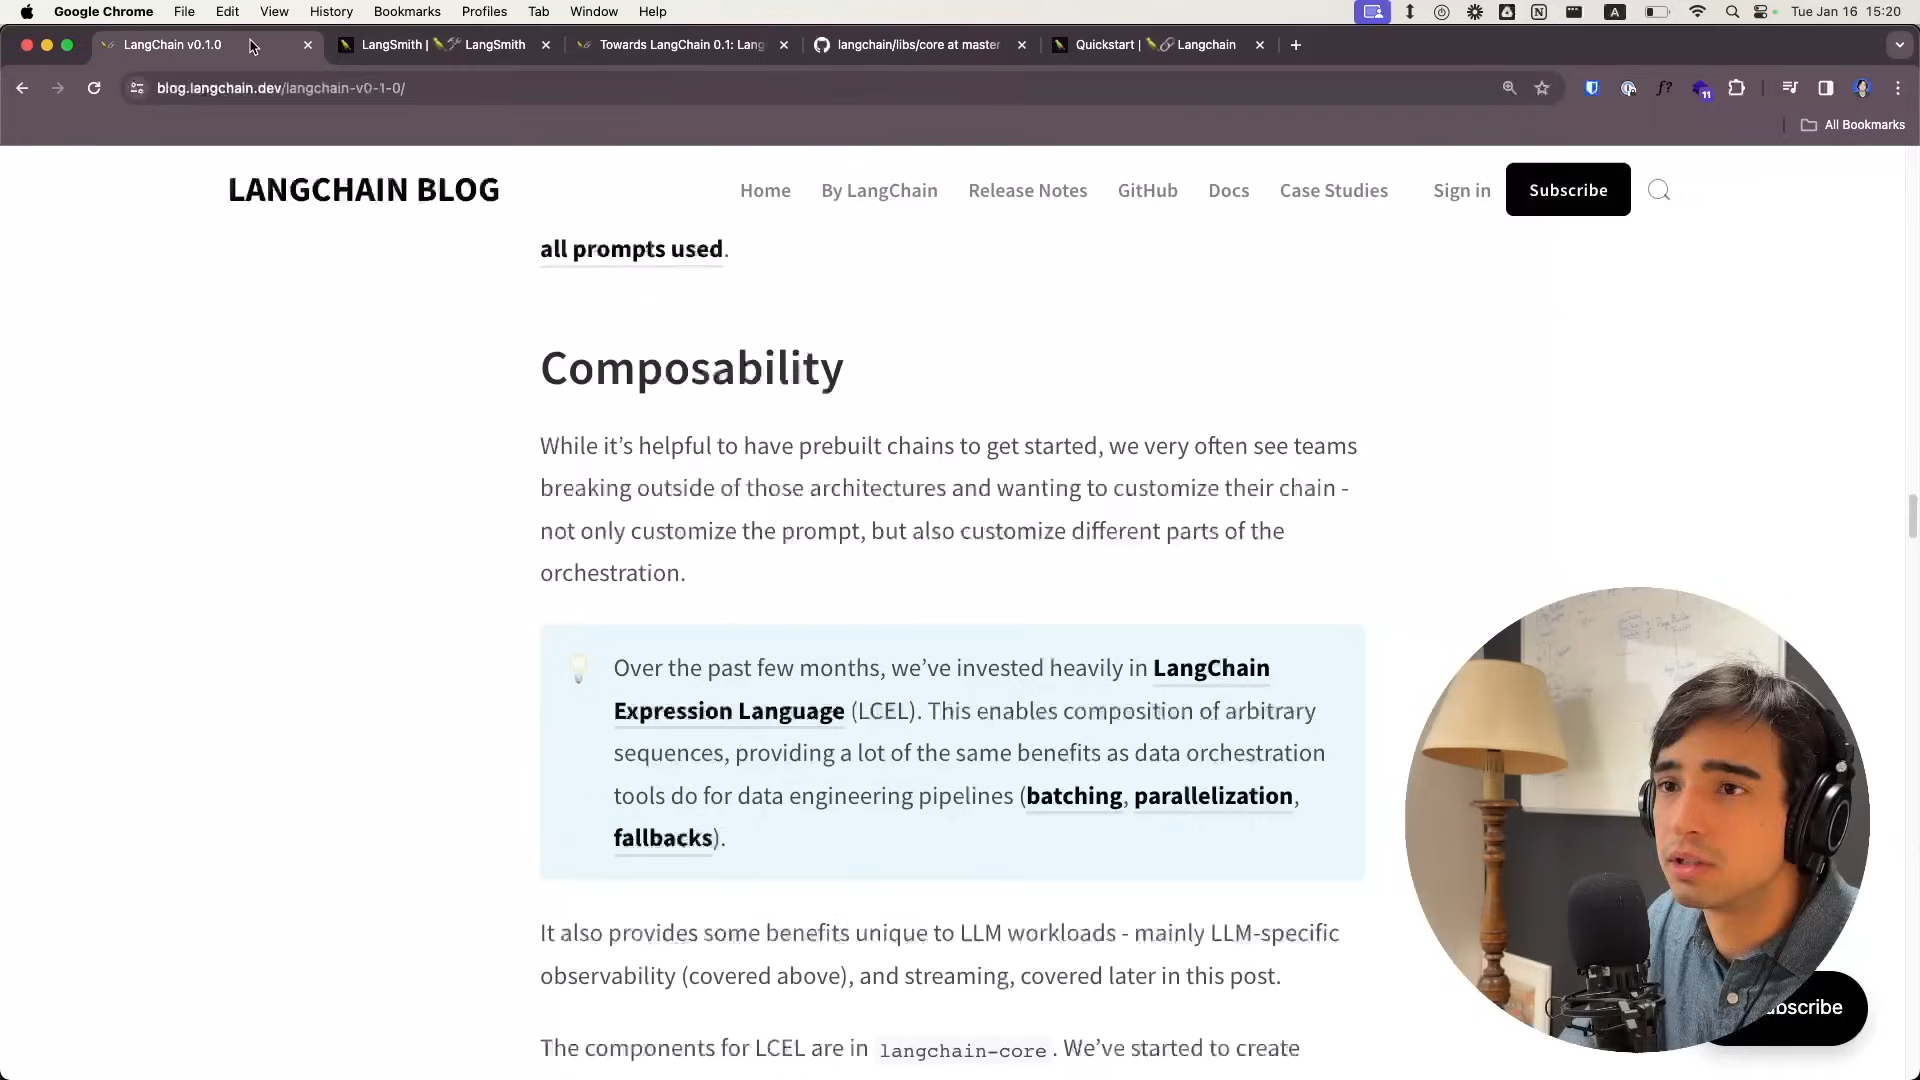 Google Chrome File Edit View History Bookmarks Profiles Tab Window Help
Tue Jan 16 15:20
LangChain v0.1.0
LangSmith | LangSmith
Towards LangChain 0.1: Lang
langchain/libs/core at master
Quickstart | Langchain
blog.langchain.dev/langchain-v0-1-0/
11
All Bookmarks
LANGCHAIN BLOG
Home By LangChain Release Notes GitHub Docs Case Studies Sign in Subscribe
all prompts used.
Composability
While it’s helpful to have prebuilt chains to get started, we very often see teams
breaking outside of those architectures and wanting to customize their chain -
not only customize the prompt, but also customize different parts of the
orchestration.
Over the past few months, we’ve invested heavily in LangChain
Expression Language (LCEL). This enables composition of arbitrary
sequences, providing a lot of the same benefits as data orchestration
tools do for data engineering pipelines (batching, parallelization,
fallbacks).
It also provides some benefits unique to LLM workloads - mainly LLM-specific
observability (covered above), and streaming, covered later in this post.
The components for LCEL are in langchain-core. We’ve started to create
bscribe